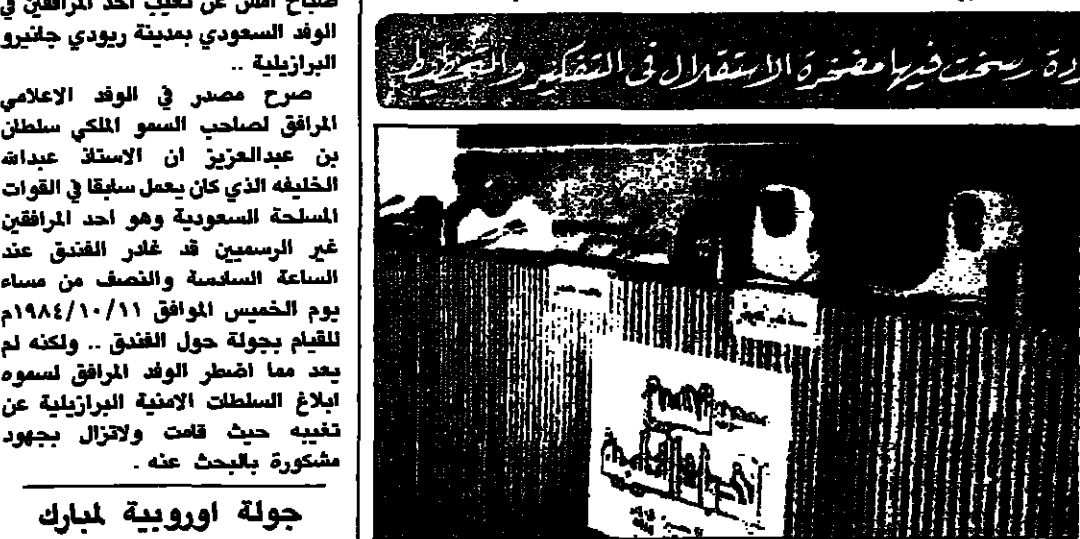 صباح امس عن تغيب احد المرافقين في
الوفد السعودي بمدينة ريودي جانيرو
البرازيلية ..
صرح مصدر في الوفد الاعلامي
المرافق لصاحب السمو الملكي سلطان
بن عبدالعزيز ان الاستاذ عبدالله
الخليفه الذي كان يعمل سابقا في القوات
المسلحة السعودية وهو احد المرافقين
غير الرسميين قد غادر الفندق عند
الساعة السادسة والنصف من مساء
يوم الخميس الموافق ١٩٨٤/١٠/١١م
للقيام بجولة حول الفندق .. ولكنه لم
يعد مما اضطر الوفد المرافق لسموه
ابلاغ السلطات الامنية البرازيلية عن
تغيبه حيث قامت ولاتزال بجهود
مشكورة بالبحث عنه .
جولة اوروبية لمبارك
رسخت فيها مفخرة الاستقلال فى التفكير والتخطيط